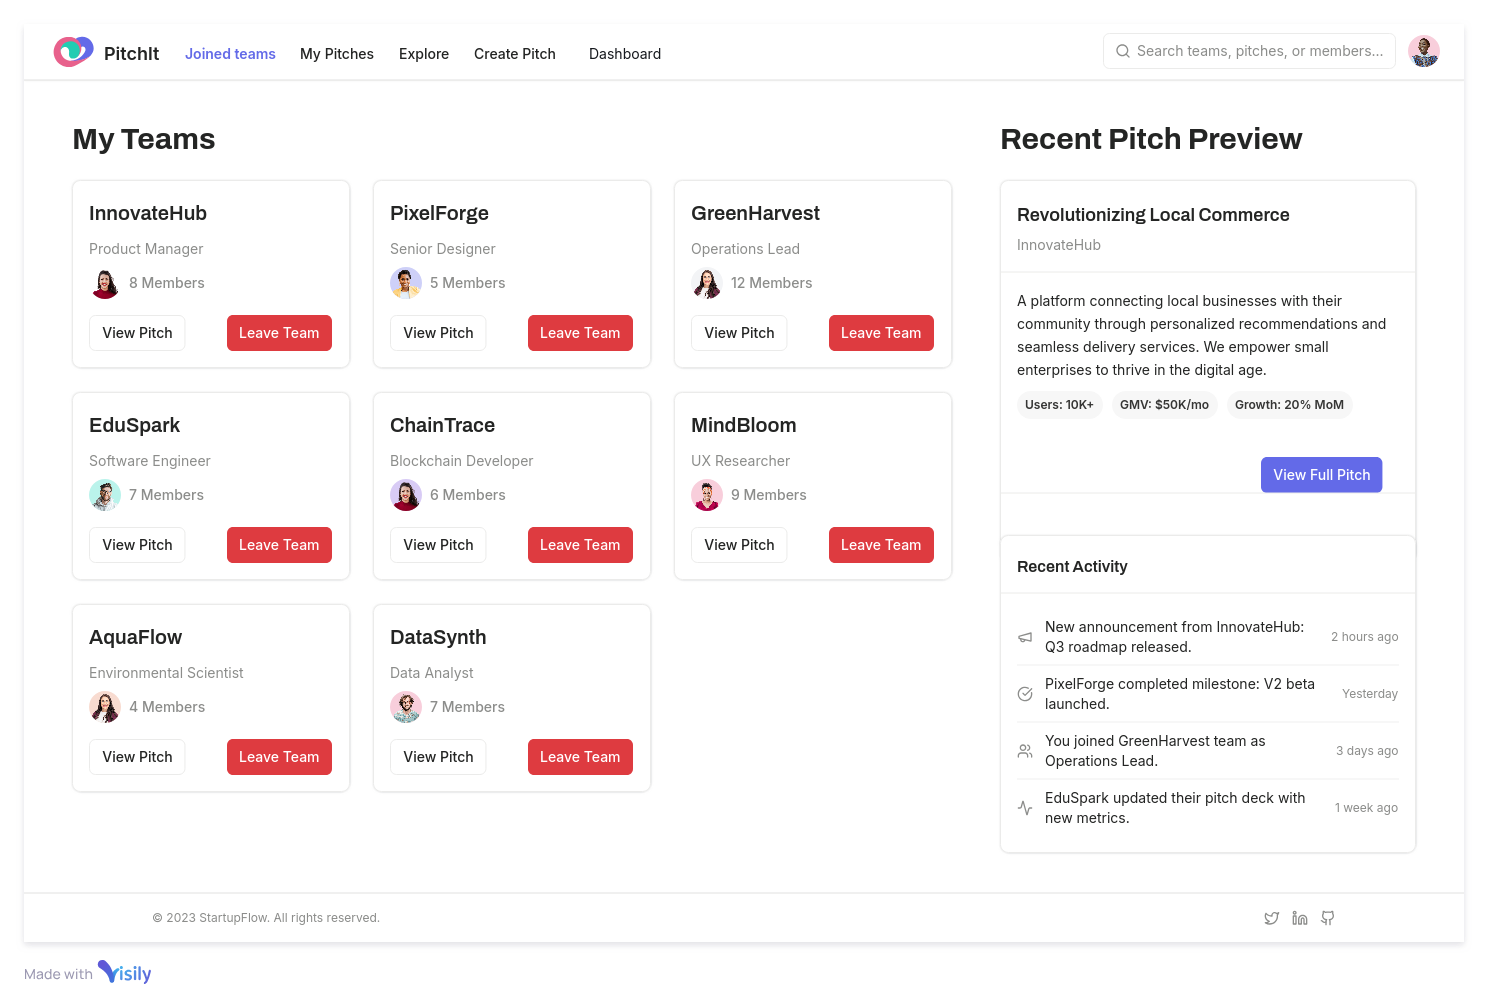 PitchIt
Joined teams
My Pitches
Explore
Create Pitch
Dashboard
Search teams, pitches, or members...
My Teams
InnovateHub
Product Manager
8 Members
View Pitch
Leave Team
PixelForge
Senior Designer
5 Members
View Pitch
Leave Team
GreenHarvest
Operations Lead
12 Members
View Pitch
Leave Team
EduSpark
Software Engineer
7 Members
View Pitch
Leave Team
ChainTrace
Blockchain Developer
6 Members
View Pitch
Leave Team
MindBloom
UX Researcher
9 Members
View Pitch
Leave Team
AquaFlow
Environmental Scientist
4 Members
View Pitch
Leave Team
DataSynth
Data Analyst
7 Members
View Pitch
Leave Team
Recent Pitch Preview
Revolutionizing Local Commerce
InnovateHub
A platform connecting local businesses with their
community through personalized recommendations and
seamless delivery services. We empower small
enterprises to thrive in the digital age.
Users: 10K+
GMV: $50K/mo
Growth: 20% MoM
View Full Pitch
Recent Activity
New announcement from InnovateHub:
Q3 roadmap released.
2 hours ago
PixelForge completed milestone: V2 beta
launched.
Yesterday
You joined GreenHarvest team as
Operations Lead.
3 days ago
EduSpark updated their pitch deck with
new metrics.
1 week ago
© 2023 StartupFlow. All rights reserved.
Made with Visily